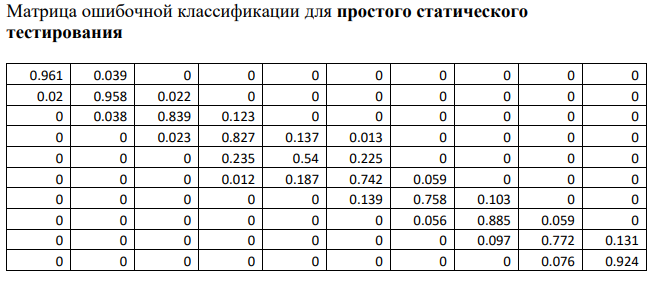 Матрица ошибочной классификации для простого статического
тестирования
0.961 0.039 0 0 0 0 0 0 0 0
0.02 0.958 0.022 0 0 0 0 0 0 0
0 0.038 0.839 0.123 0 0 0 0 0 0
0 0 0.023 0.827 0.137 0.013 0 0 0 0
0 0 0 0.235 0.54 0.225 0 0 0 0
0 0 0 0.012 0.187 0.742 0.059 0 0 0
0 0 0 0 0 0.139 0.758 0.103 0 0
0 0 0 0 0 0 0.056 0.885 0.059 0
0 0 0 0 0 0 0 0.097 0.772 0.131
0 0 0 0 0 0 0 0 0.076 0.924